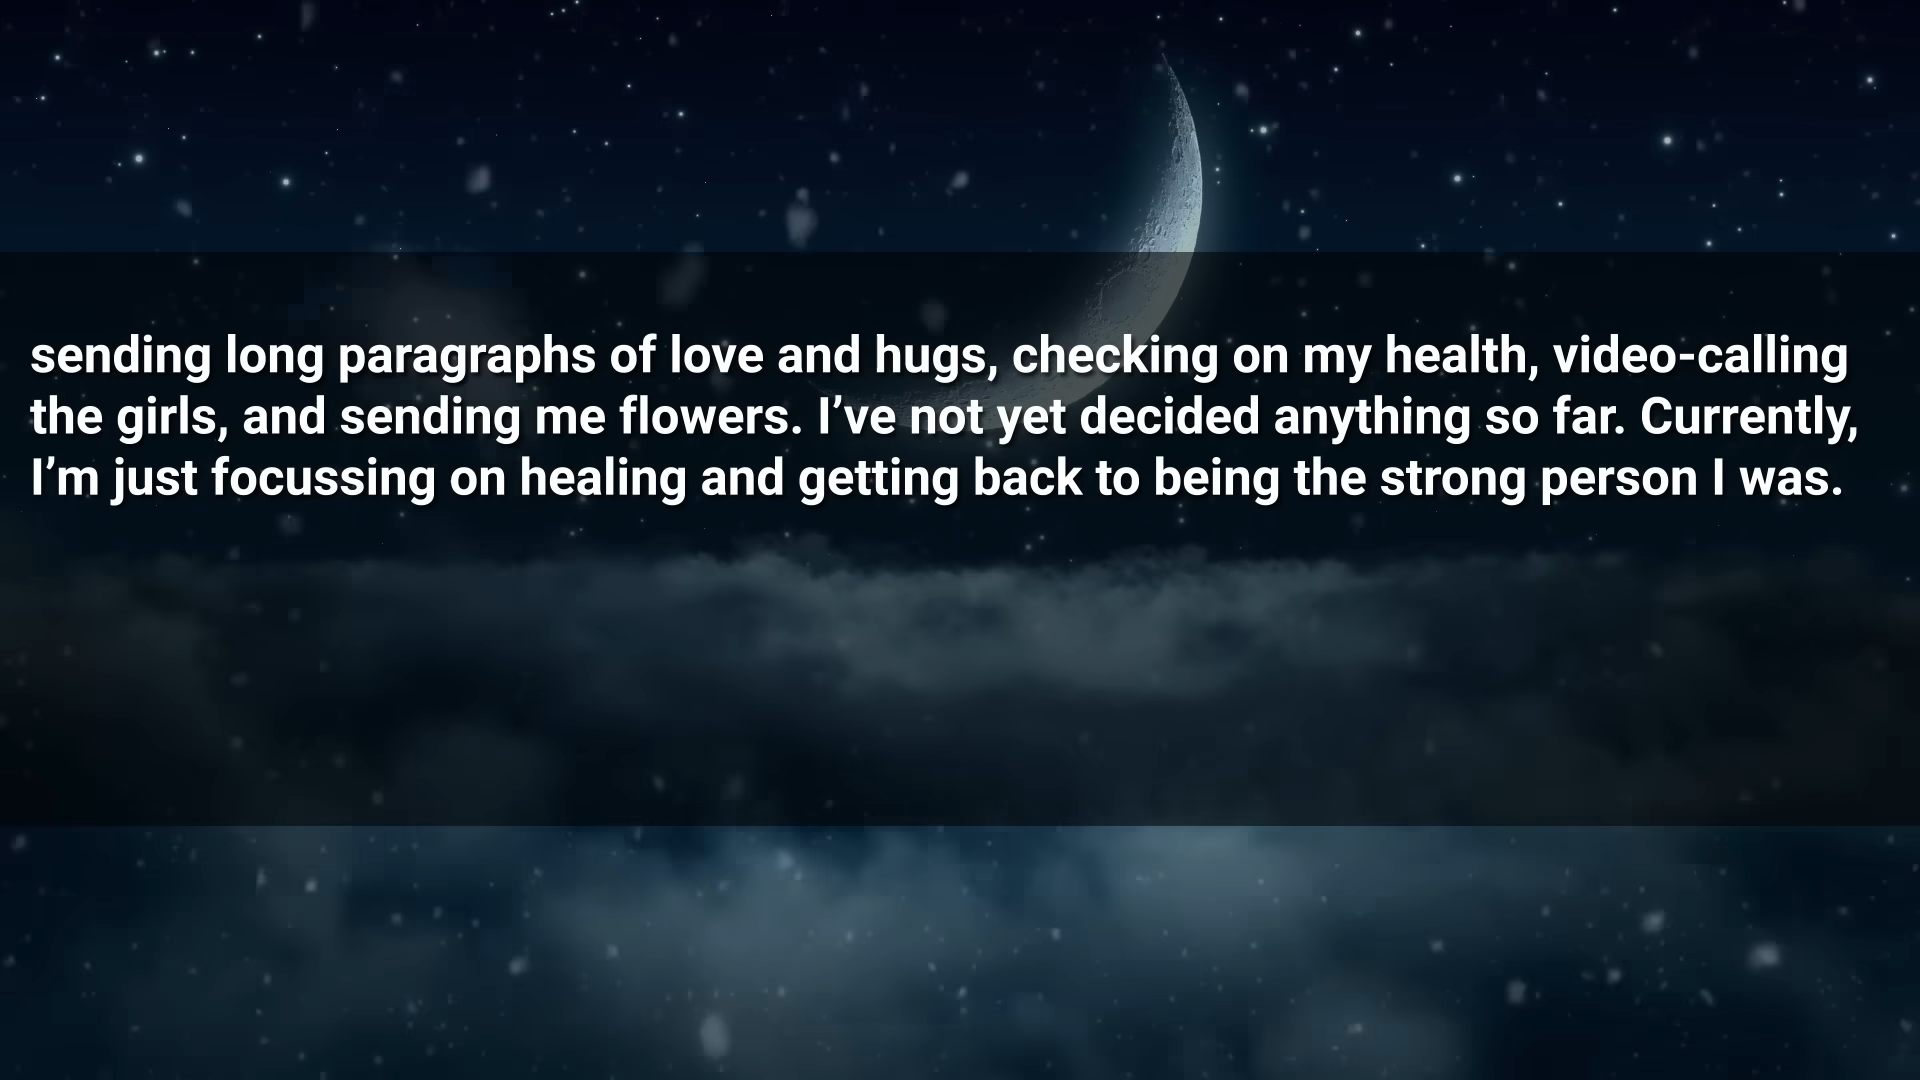 sending long paragraphs of love and hugs, checking on my health, video-calling
the girls, and sending me flowers. I’ve not yet decided anything so far. Currently,
I’m just focussing on healing and getting back to being the strong person I was.